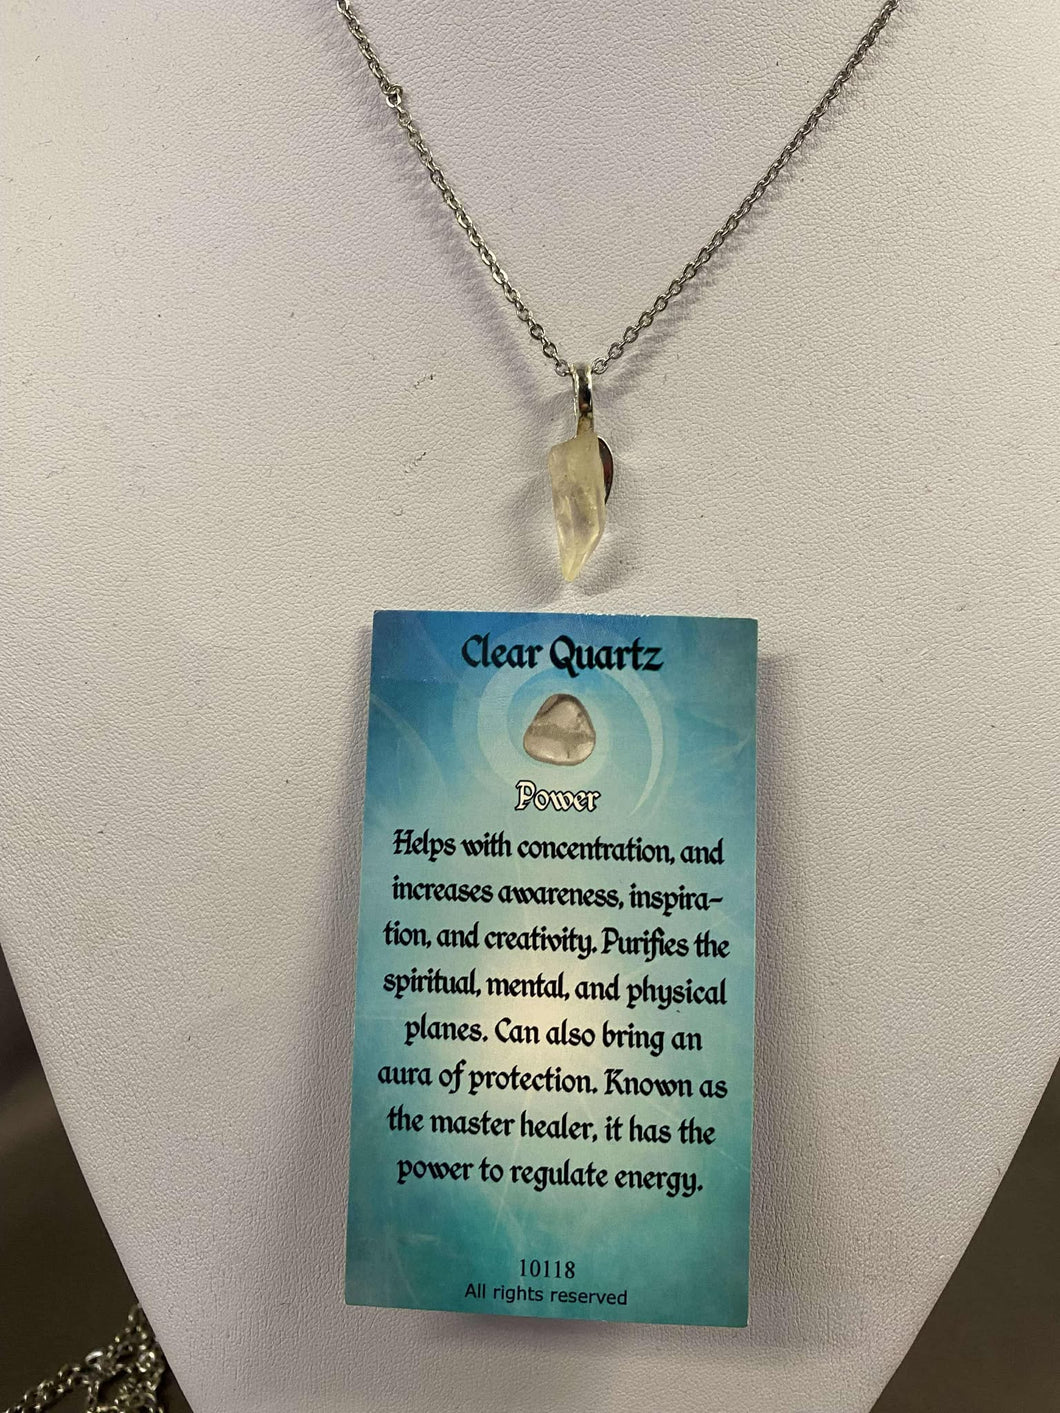 Clear Quartz
Power
Helps with concentration, and
increases awareness, inspira-
tion, and creativity. Purifies the
spiritual, mental, and physical
planes. Can also bring an
aura of protection. Known as
the master healer, it has the
power to regulate energy.
10118
All rights reserved